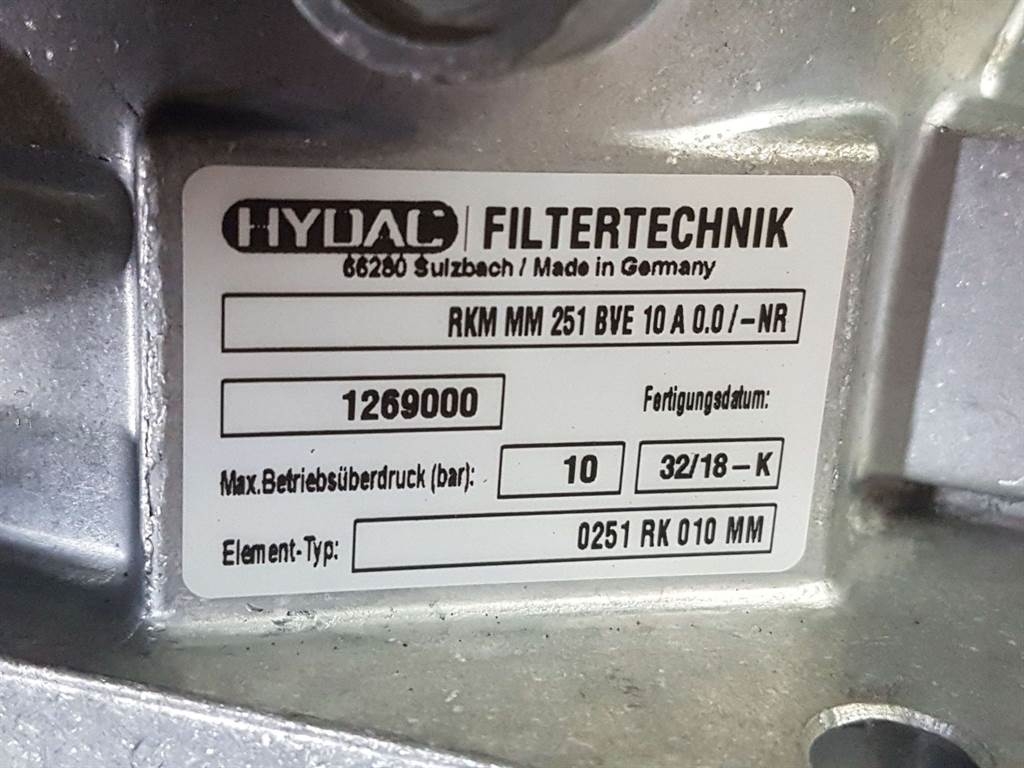 HYDAC | FILTERTECHNIK
66280 Sulzbach / Made in Germany
RKM MM 251 BVE 10 A 0.0 / -NR
1269000 Fertigungsdatum:
Max.Betriebsüberdruck (bar): 10 32/18-K
Element-Typ: 0251 RK 010 MM